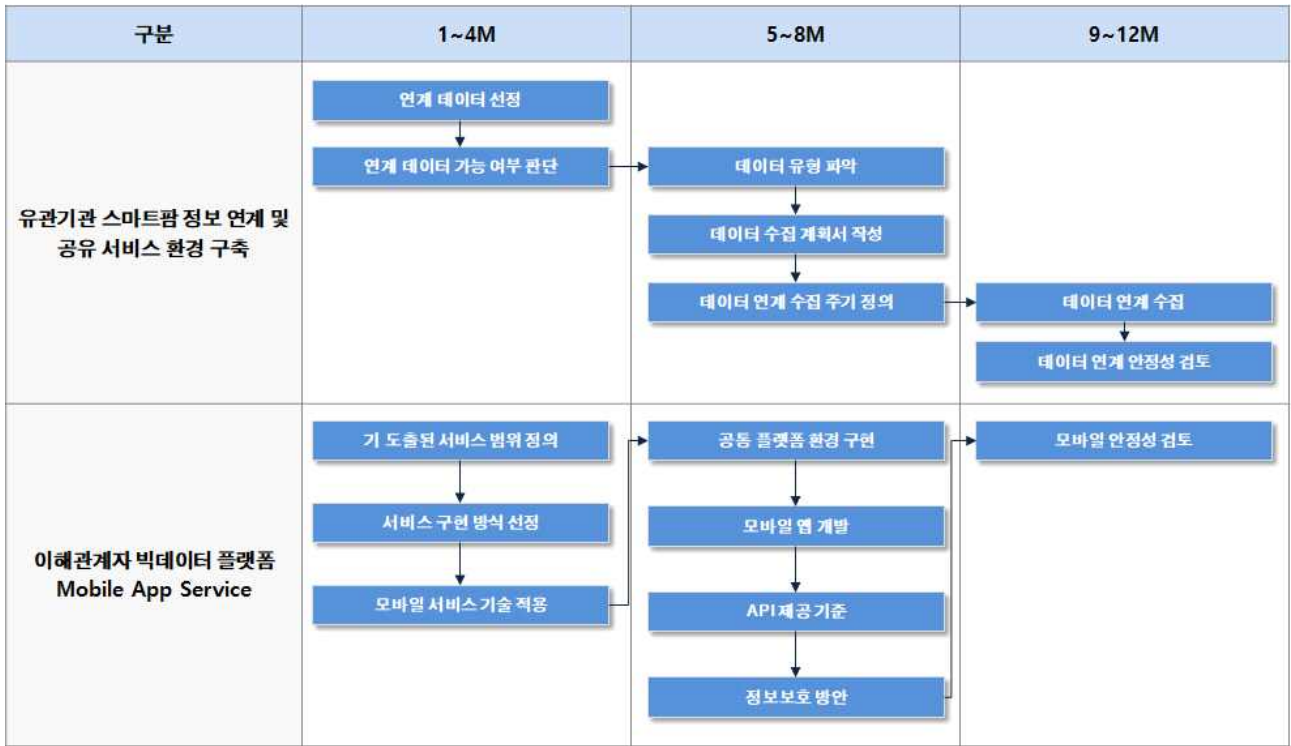 구분
1~4M
5~8M
9~12M
유관기관 스마트팜 정보 연계 및
공유 서비스 환경 구축
연계 데이터 선정
연계 데이터 가능 여부 판단
데이터 유형 파악
데이터 수집 계획서 작성
데이터 연계 수집 주기 정의
데이터 연계 수집
데이터 연계 안정성 검토
이해관계자 빅데이터 플랫폼
Mobile App Service
기 도출된 서비스 범위 정의
서비스 구현 방식 선정
모바일 서비스 기술 적용
공통 플랫폼 환경 구현
모바일 앱 개발
API 제공 기준
정보보호 방안
모바일 안정성 검토